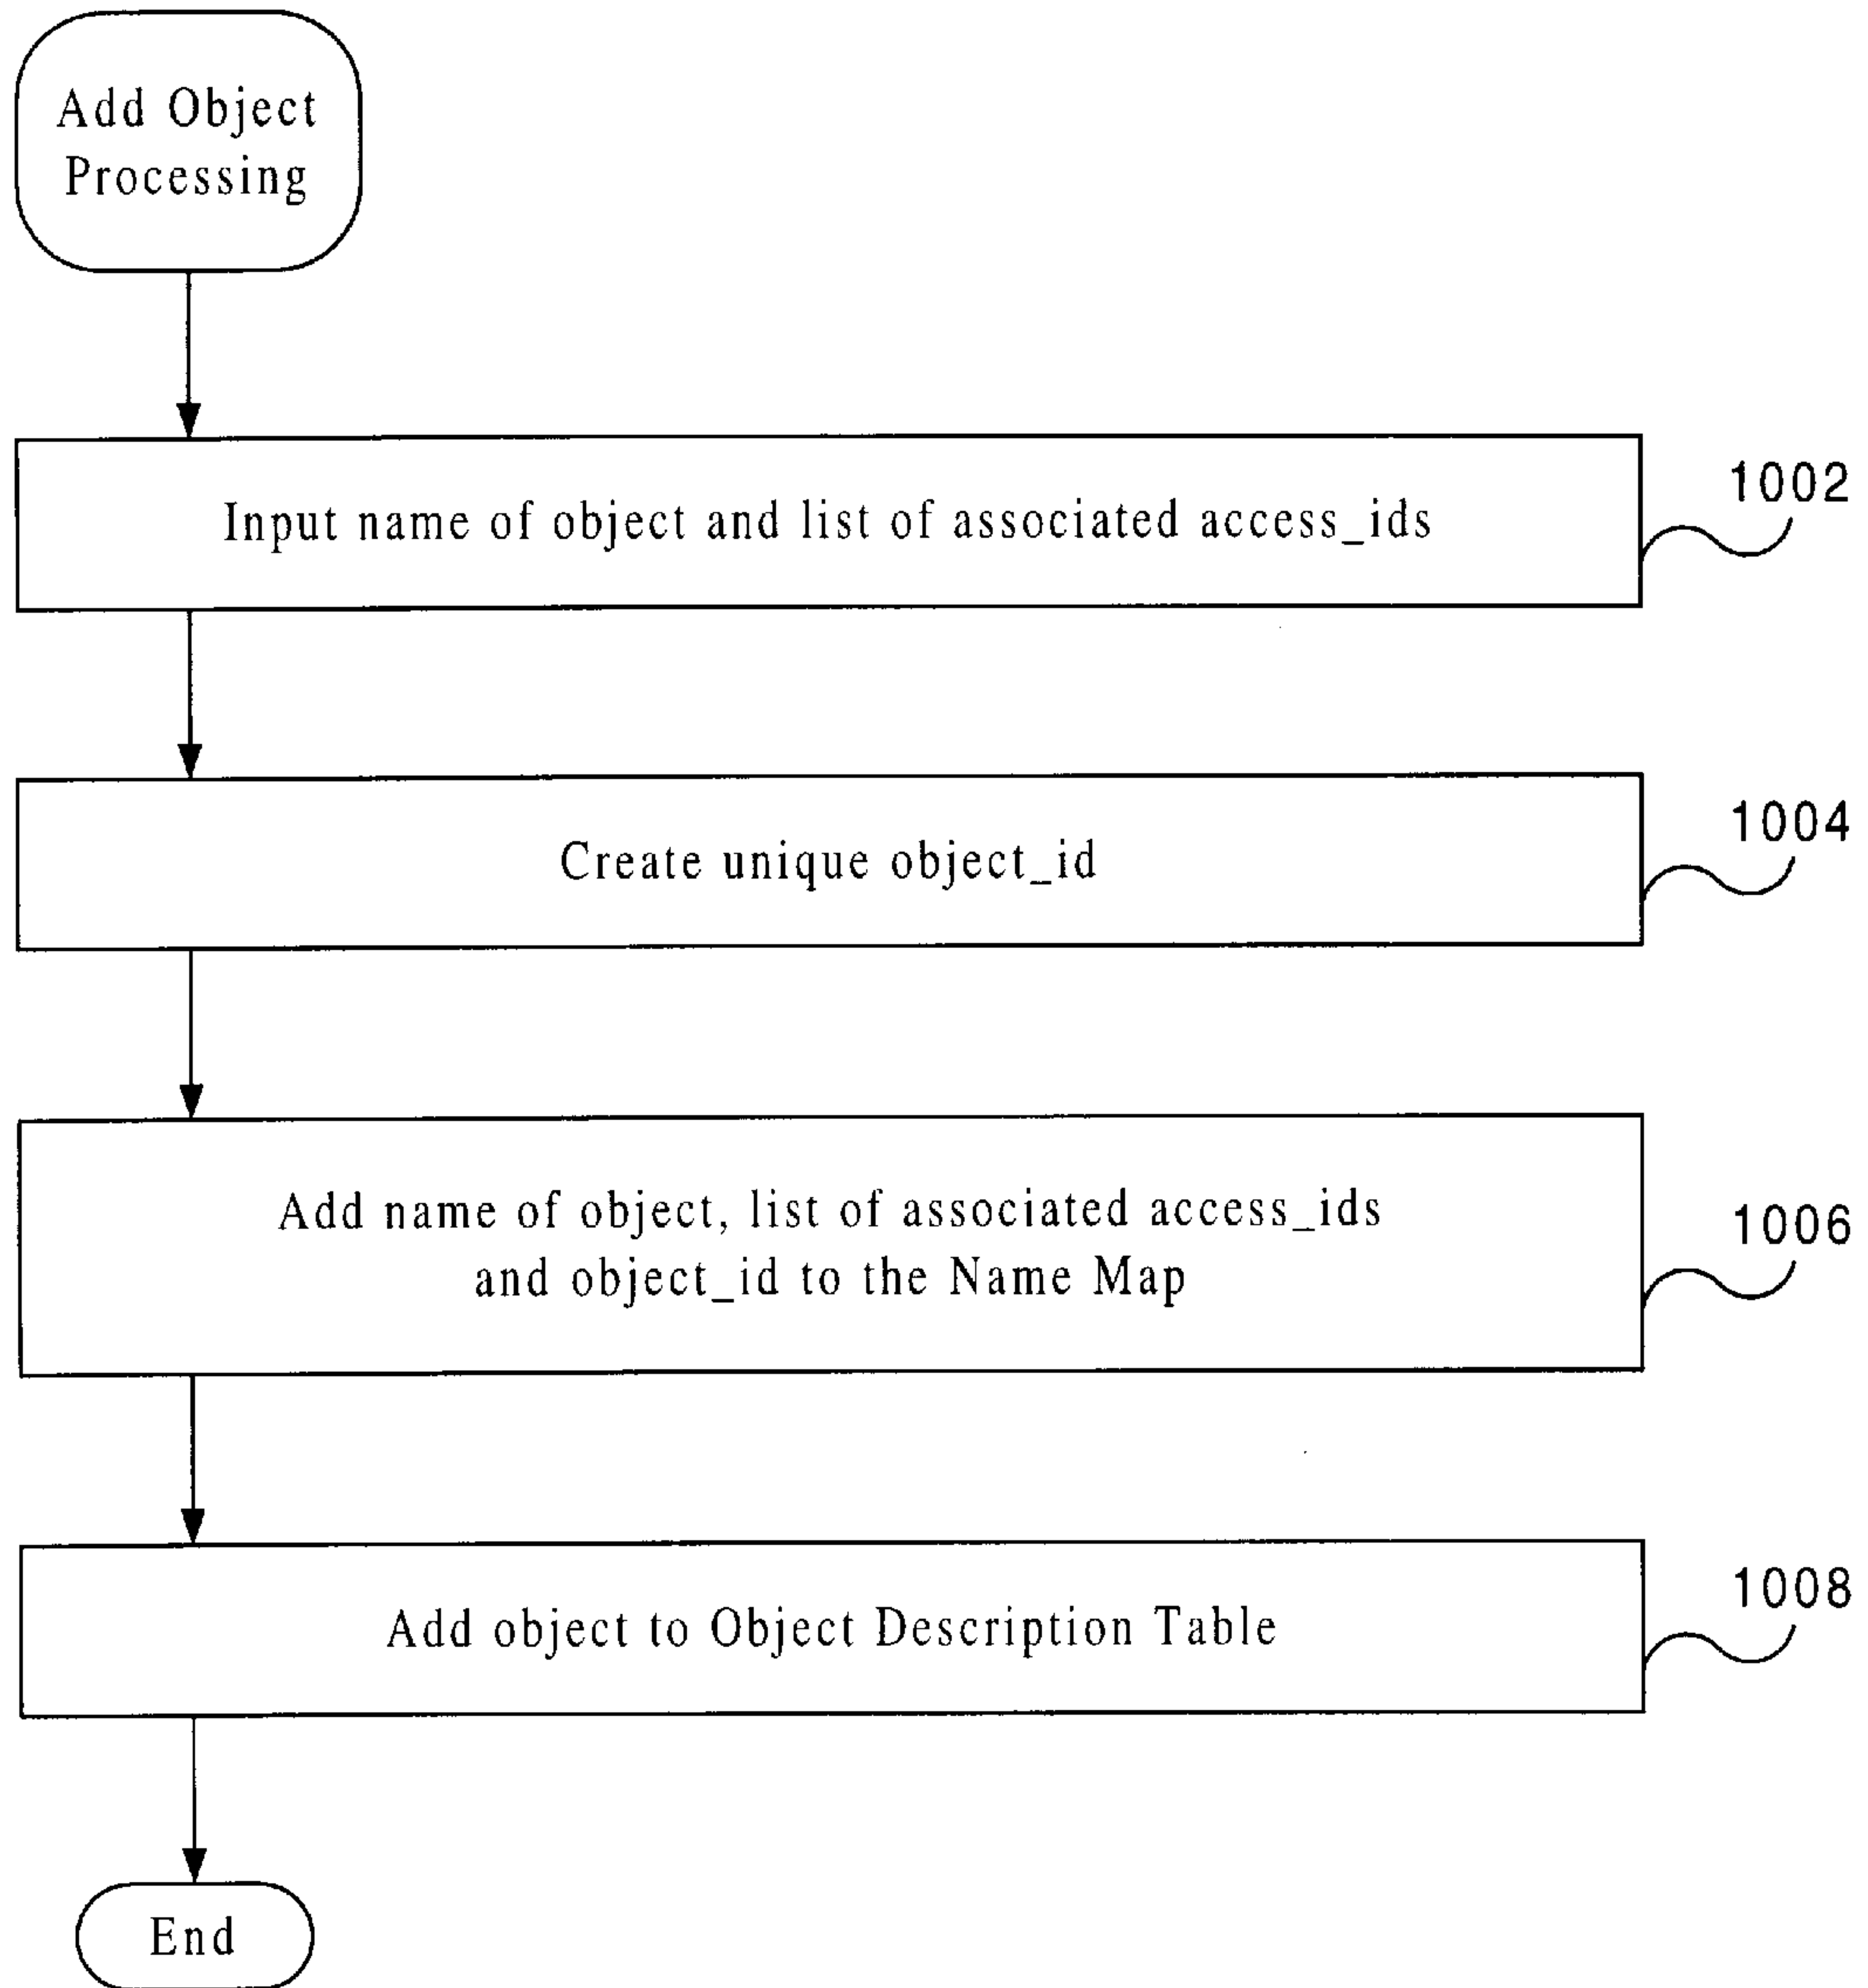 Add Object
Processing
Input name of object and list of associated access_ids
1002
Create unique object_id
1004
Add name of object, list of associated access_ids
and object_id to the Name Map
1006
Add object to Object Description Table
1008
End